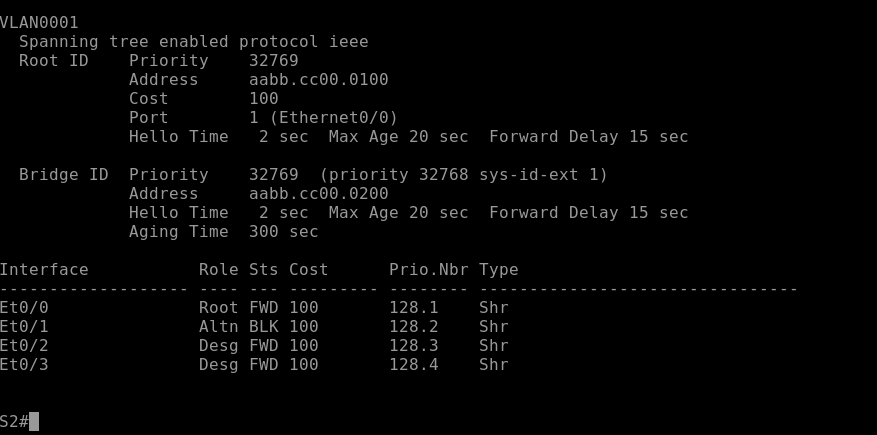 VLAN0001
  Spanning tree enabled protocol ieee
  Root ID    Priority    32769
             Address     aabb.cc00.0100
             Cost        100
             Port        1 (Ethernet0/0)
             Hello Time   2 sec  Max Age 20 sec  Forward Delay 15 sec

  Bridge ID  Priority    32769  (priority 32768 sys-id-ext 1)
             Address     aabb.cc00.0200
             Hello Time   2 sec  Max Age 20 sec  Forward Delay 15 sec
             Aging Time  300 sec

Interface           Role Sts Cost      Prio.Nbr Type
------------------- ---- --- --------- -------- --------------------------------
Et0/0               Root FWD 100       128.1    Shr
Et0/1               Altn BLK 100       128.2    Shr
Et0/2               Desg FWD 100       128.3    Shr
Et0/3               Desg FWD 100       128.4    Shr

S2#